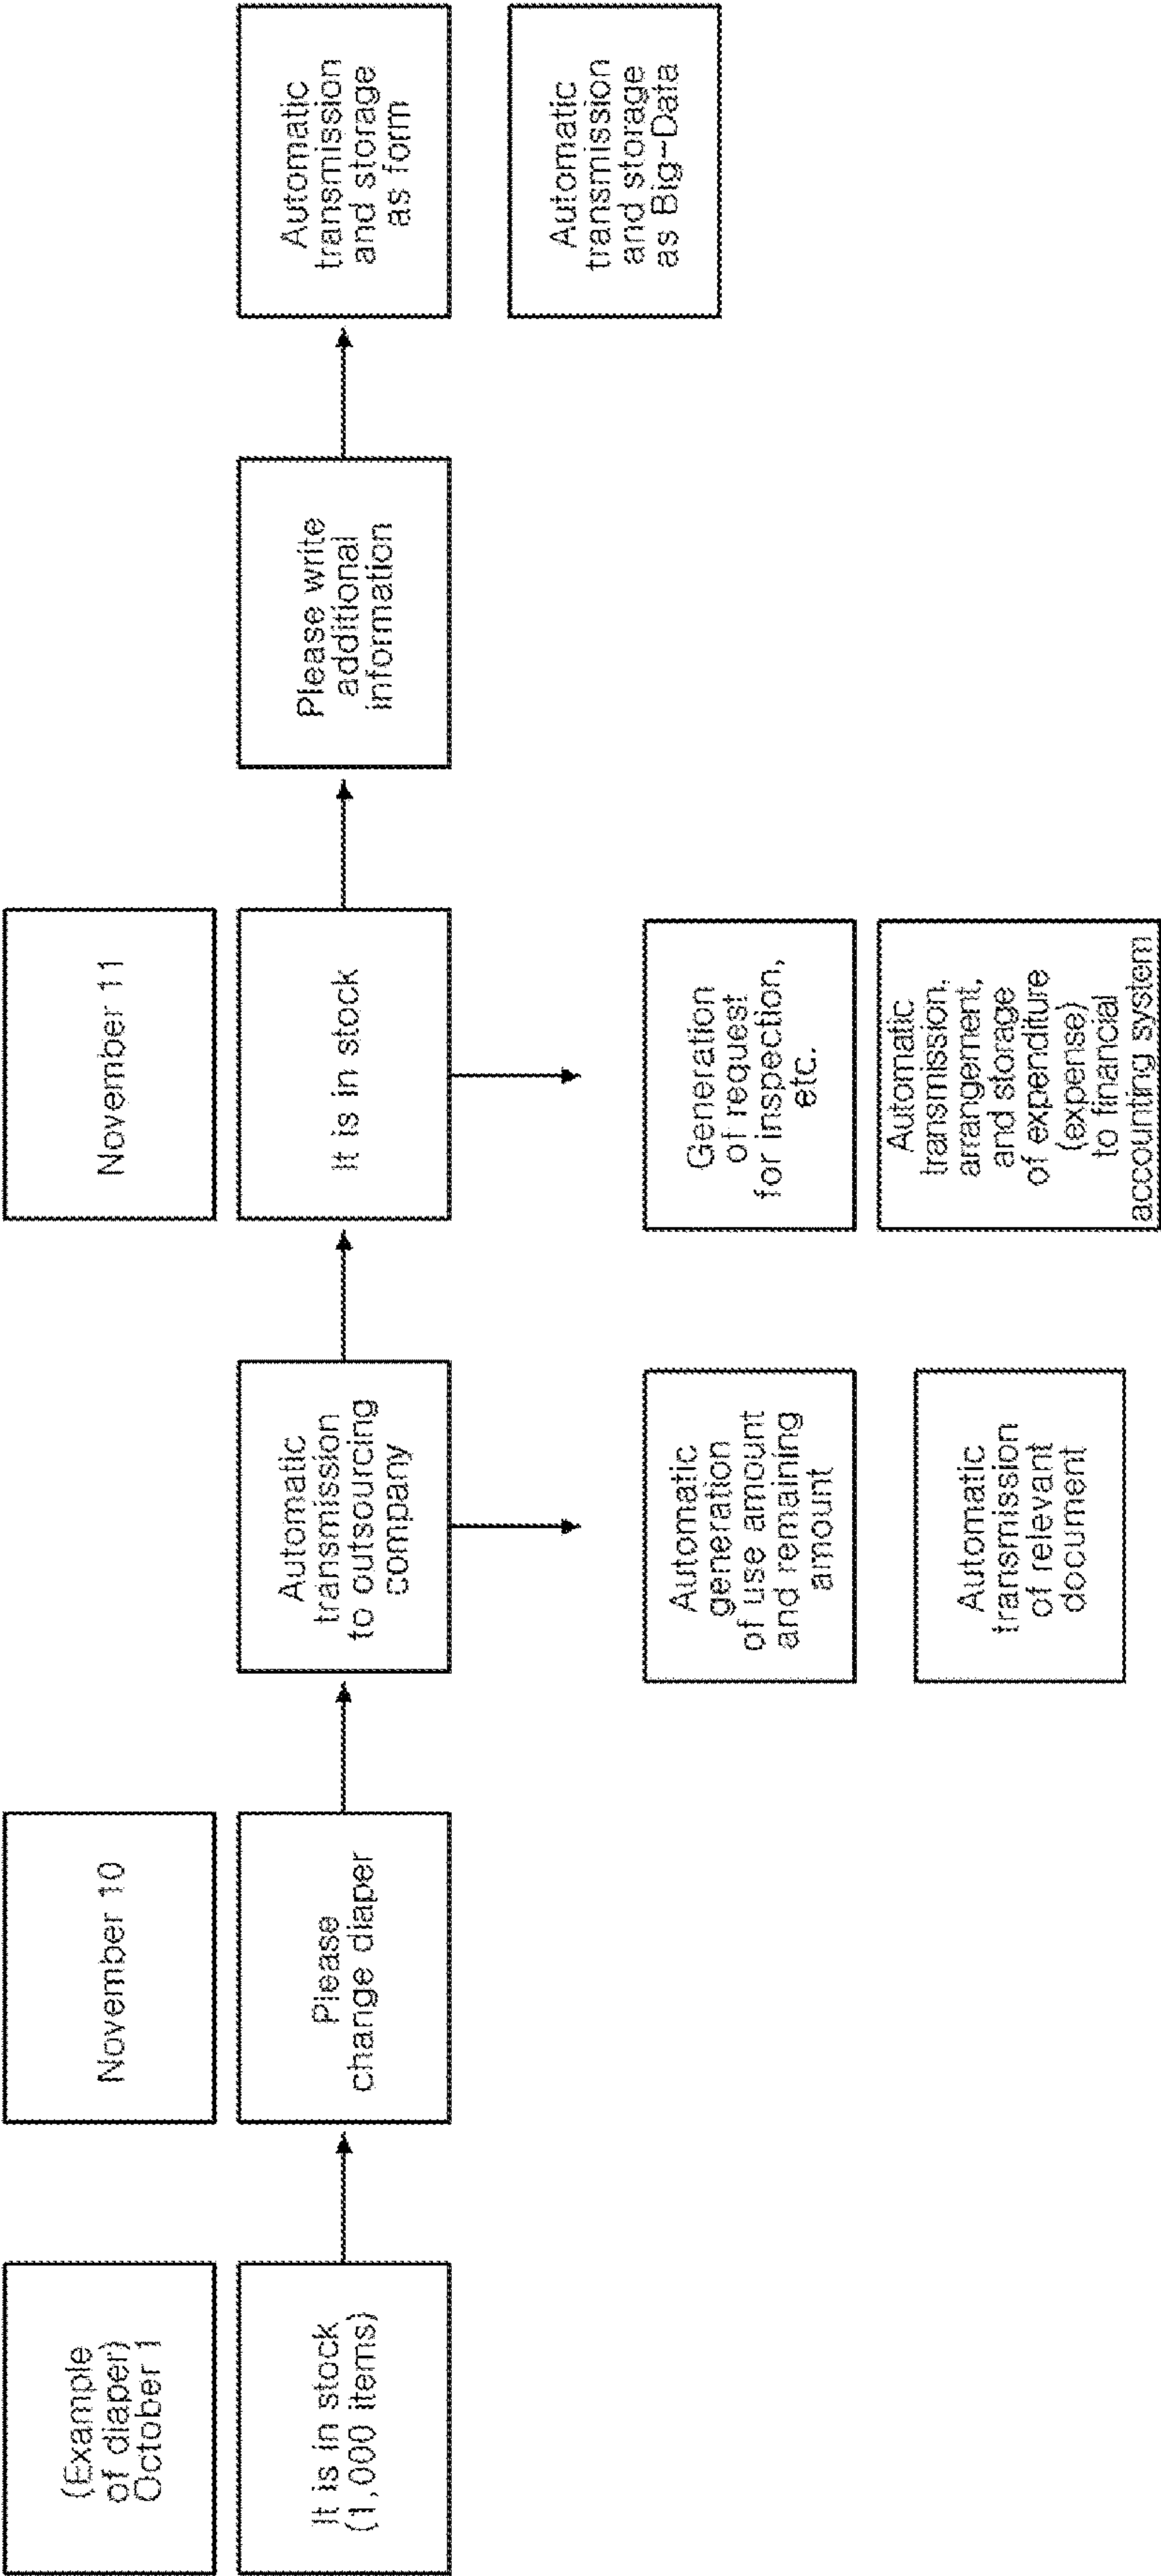 (Example
of diaper)
October 1
November 10
November 11
It is in stock
(1,000 items)
Please
change diaper
Automatic
transmission
to outsourcing
company
It is in stock
Please write
additional
information
Automatic
transmission
and storage
as form
Automatic
transmission
and storage
as Big-Data
Automatic
generation
of use amount
and remaining
amount
Generation
of request
for inspection,
etc.
Automatic
transmission
of relevant
document
Automatic
transmission,
arrangement,
and storage
of expenditure
(expense)
to financial
accounting system